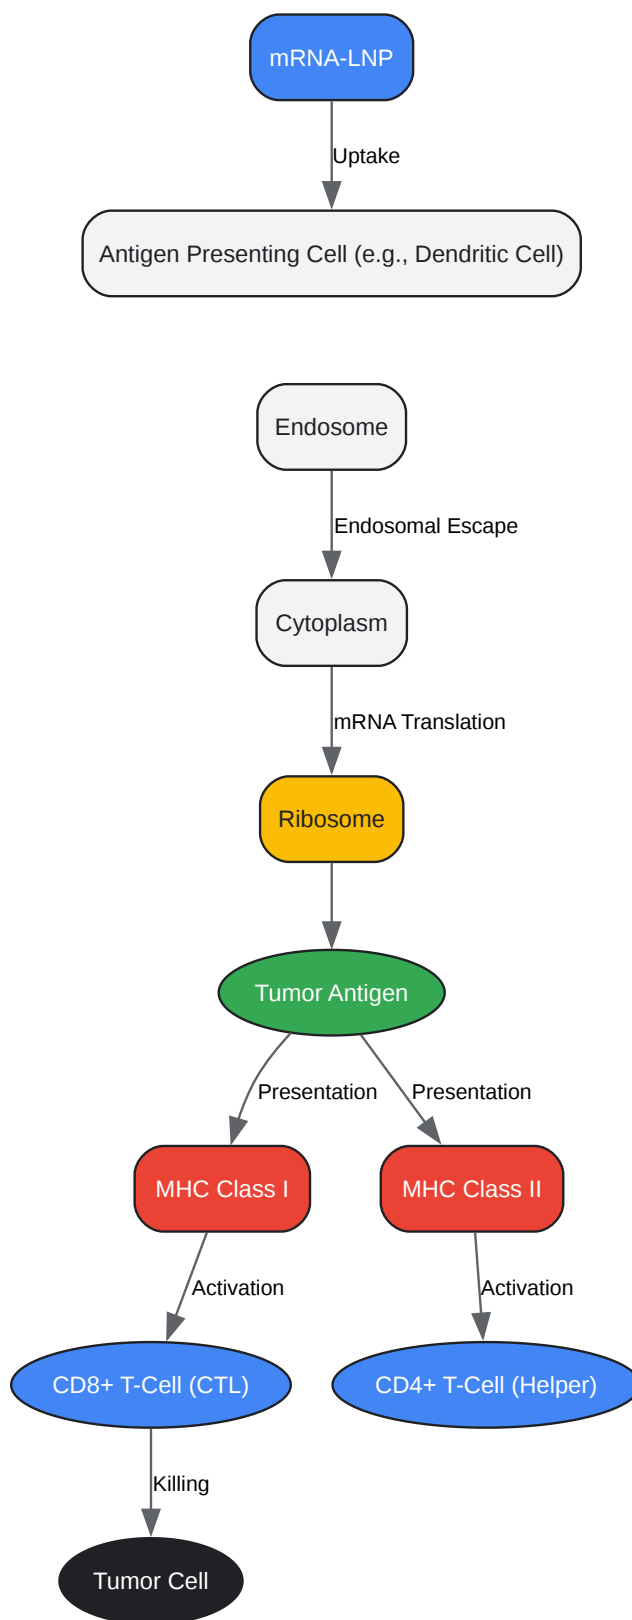 mRNA-LNP
Uptake
Antigen Presenting Cell (e.g., Dendritic Cell)
Endosome
Endosomal Escape
Cytoplasm
mRNA Translation
Ribosome
Tumor Antigen
Presentation
Presentation
MHC Class I
MHC Class II
Activation
Activation
CD8+ T-Cell (CTL)
CD4+ T-Cell (Helper)
Killing
Tumor Cell